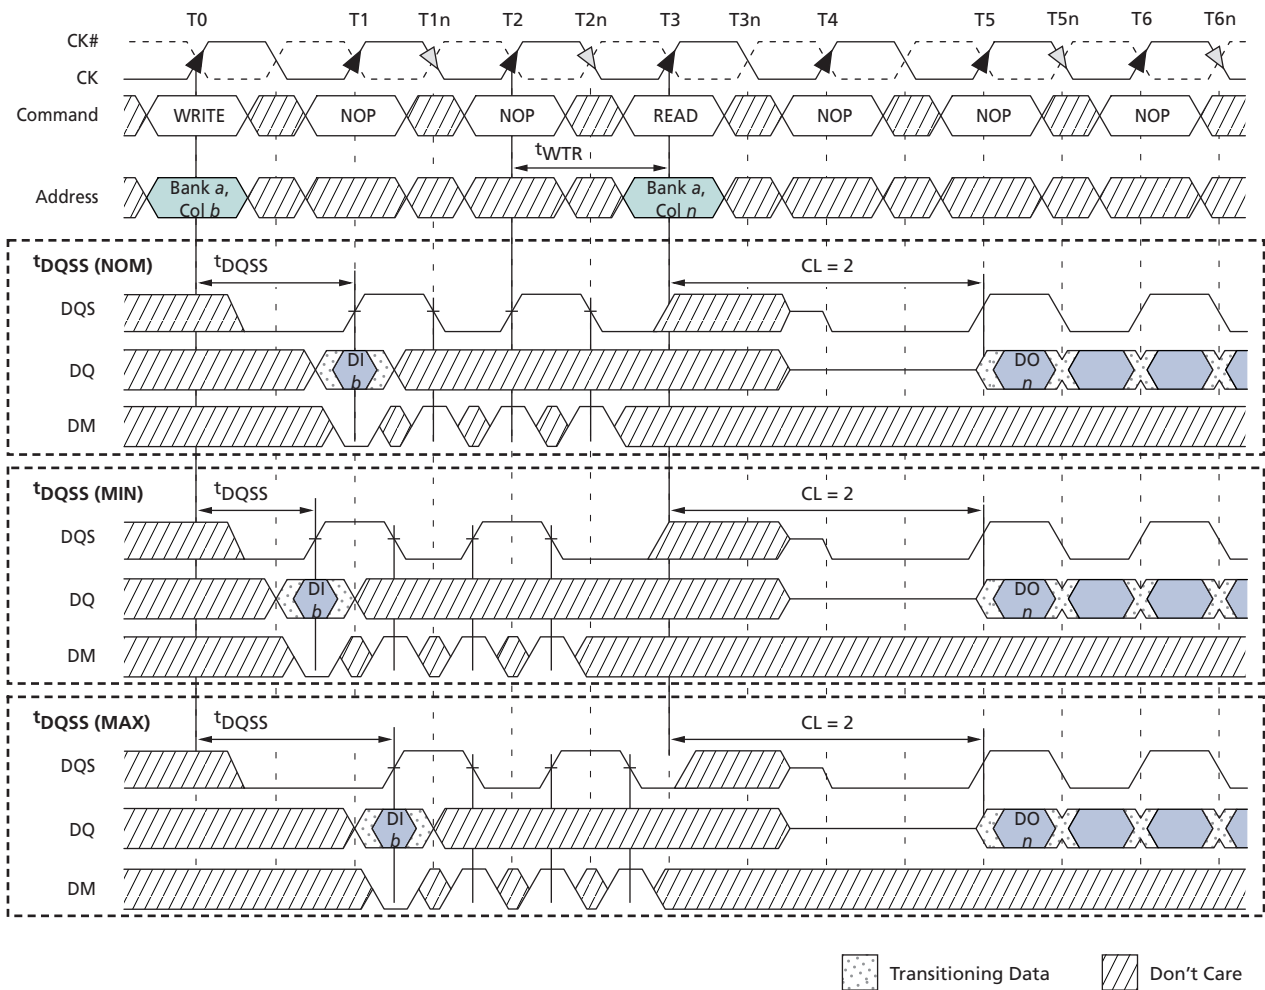 T0 T1 T1n T2 T2n T3 T3n T4 T5 T5n T6 T6n
CK#
CK
Command WRITE NOP NOP READ NOP NOP NOP
tWTR
Address Bank a, Col b Bank a, Col n
tDQSS (NOM) tDQSS CL = 2
DQS
DQ DI b DO n
DM
tDQSS (MIN) tDQSS CL = 2
DQS
DQ DI b DO n
DM
tDQSS (MAX) tDQSS CL = 2
DQS
DQ DI b DO n
DM
Transitioning Data Don't Care